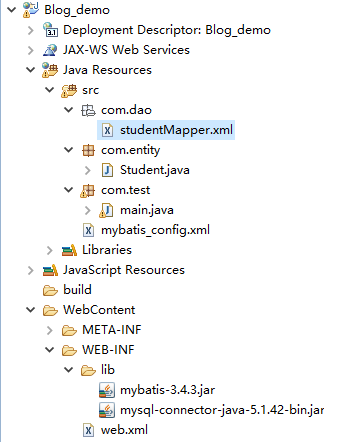 Blog_demo
Deployment Descriptor: Blog_demo
JAX-WS Web Services
Java Resources
src
com.dao
studentMapper.xml
com.entity
Student.java
com.test
main.java
mybatis_config.xml
Libraries
JavaScript Resources
build
WebContent
META-INF
WEB-INF
lib
mybatis-3.4.3.jar
mysql-connector-java-5.1.42-bin.jar
web.xml